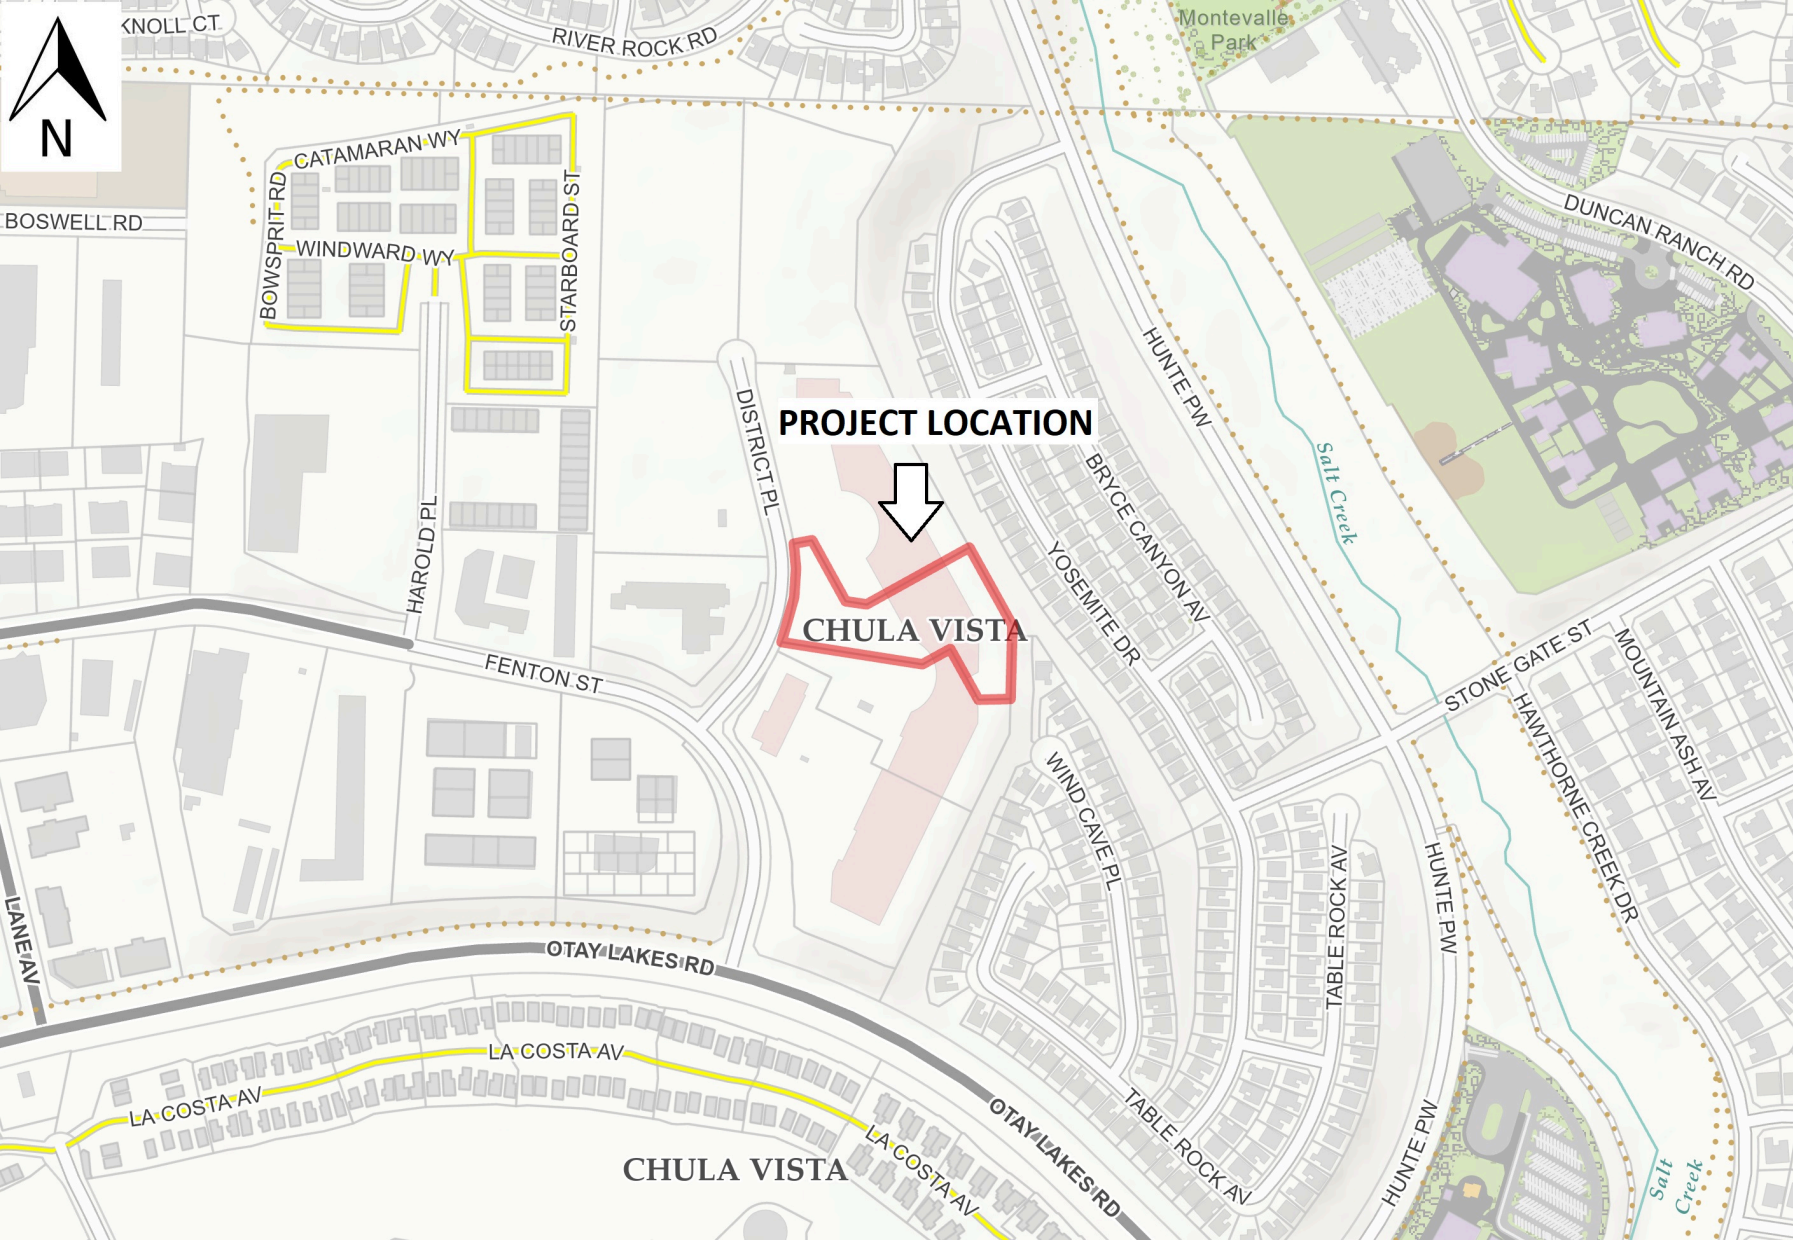 KNOLL CT
RIVER ROCK RD
Montevalle
Park
N
CATAMARAN WY
BOSWELL RD
BOWSPRIT RD
WINDWARD WY
STARBOARD ST
DUNCAN RANCH RD
HUNTE PW
DISTRICT PL
PROJECT LOCATION
HAROLD PL
BRYCE CANYON AV
Salt Creek
YOSEMITE DR
CHULA VISTA
FENTON ST
STONE GATE ST
MOUNTAIN ASH AV
HAWTHORNE CREEK DR
WIND CAVE PL
TABLE ROCK AV
HUNTE PW
LANE AV
OTAY LAKES RD
LA COSTA AV
LA COSTA AV
OTAY LAKES RD
LA COSTA AV
TABLE ROCK AV
HUNTE PW
CHULA VISTA
Salt
Creek